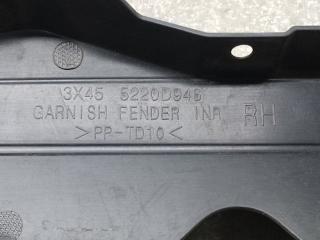 3X45 5220D946
GARNISH FENDER INR RH
>PP-TD10<